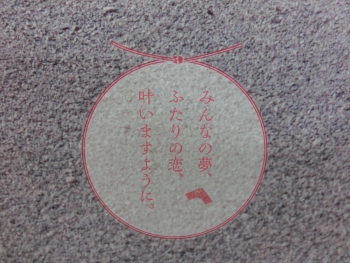 みんなの夢、
ふたりの恋、
叶いますように。